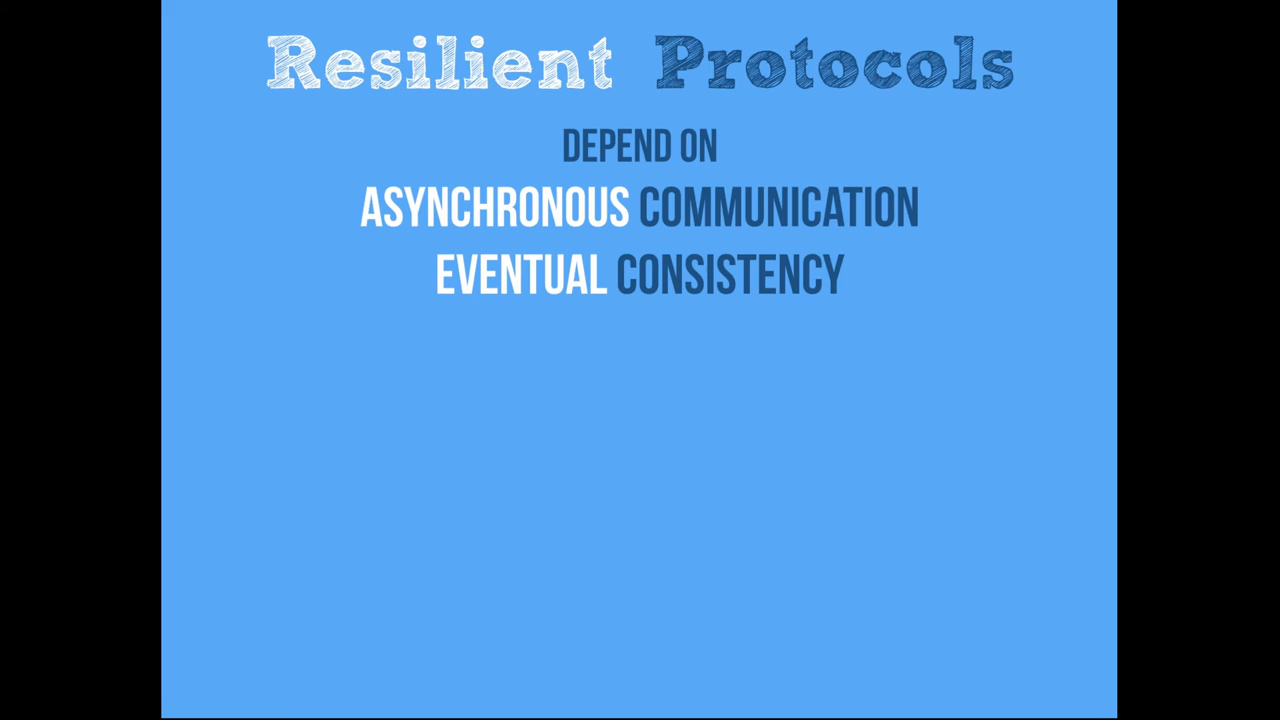 Resilient Protocols
DEPEND ON
ASYNCHRONOUS COMMUNICATION
EVENTUAL CONSISTENCY